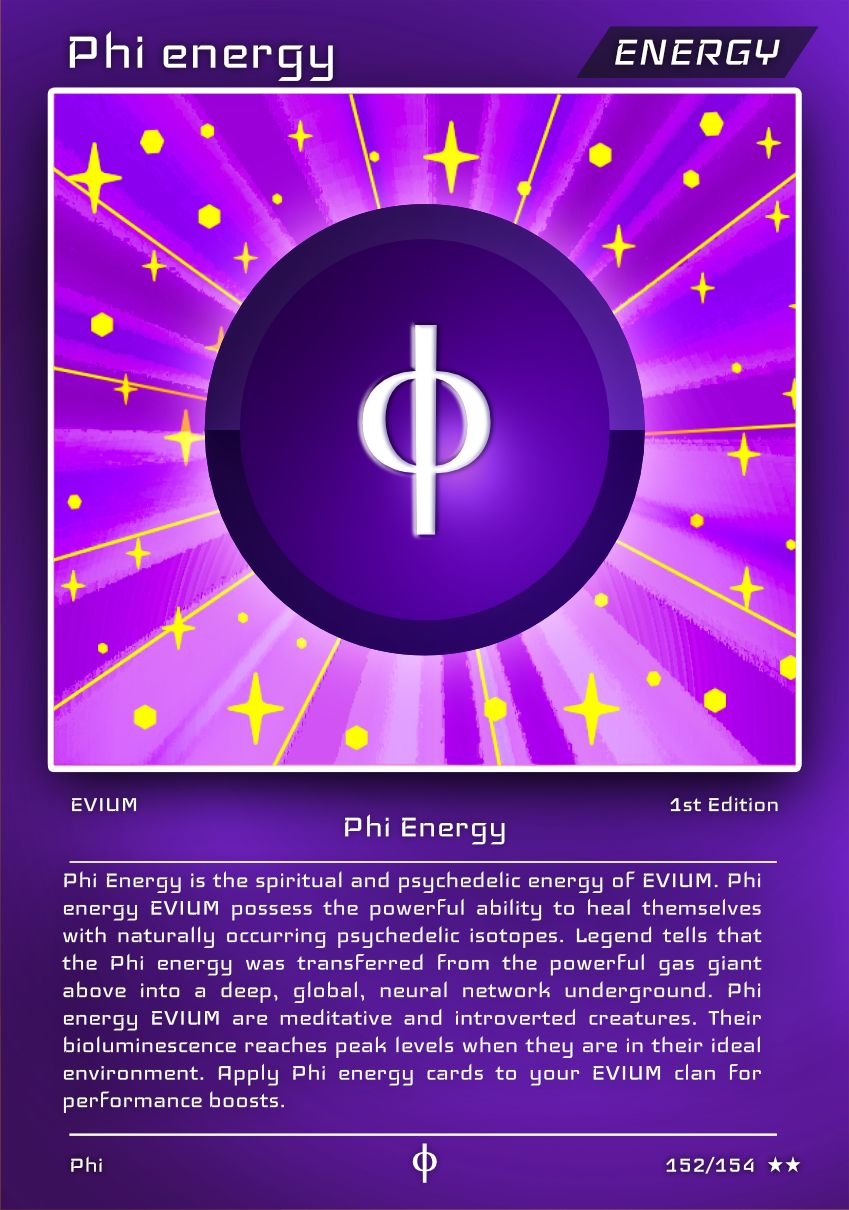 Phi energy
ENERGY
ϕ
EVIUM
1st Edition
Phi Energy
Phi Energy is the spiritual and psychedelic energy of EVIUM. Phi
energy EVIUM possess the powerful ability to heal themselves
with naturally occurring psychedelic isotopes. Legend tells that
the Phi energy was transferred from the powerful gas giant
above into a deep, global, neural network underground. Phi
energy EVIUM are meditative and introverted creatures. Their
bioluminescence reaches peak levels when they are in their ideal
environment. Apply Phi energy cards to your EVIUM clan for
performance boosts.
Phi
ϕ
152/154 ★★